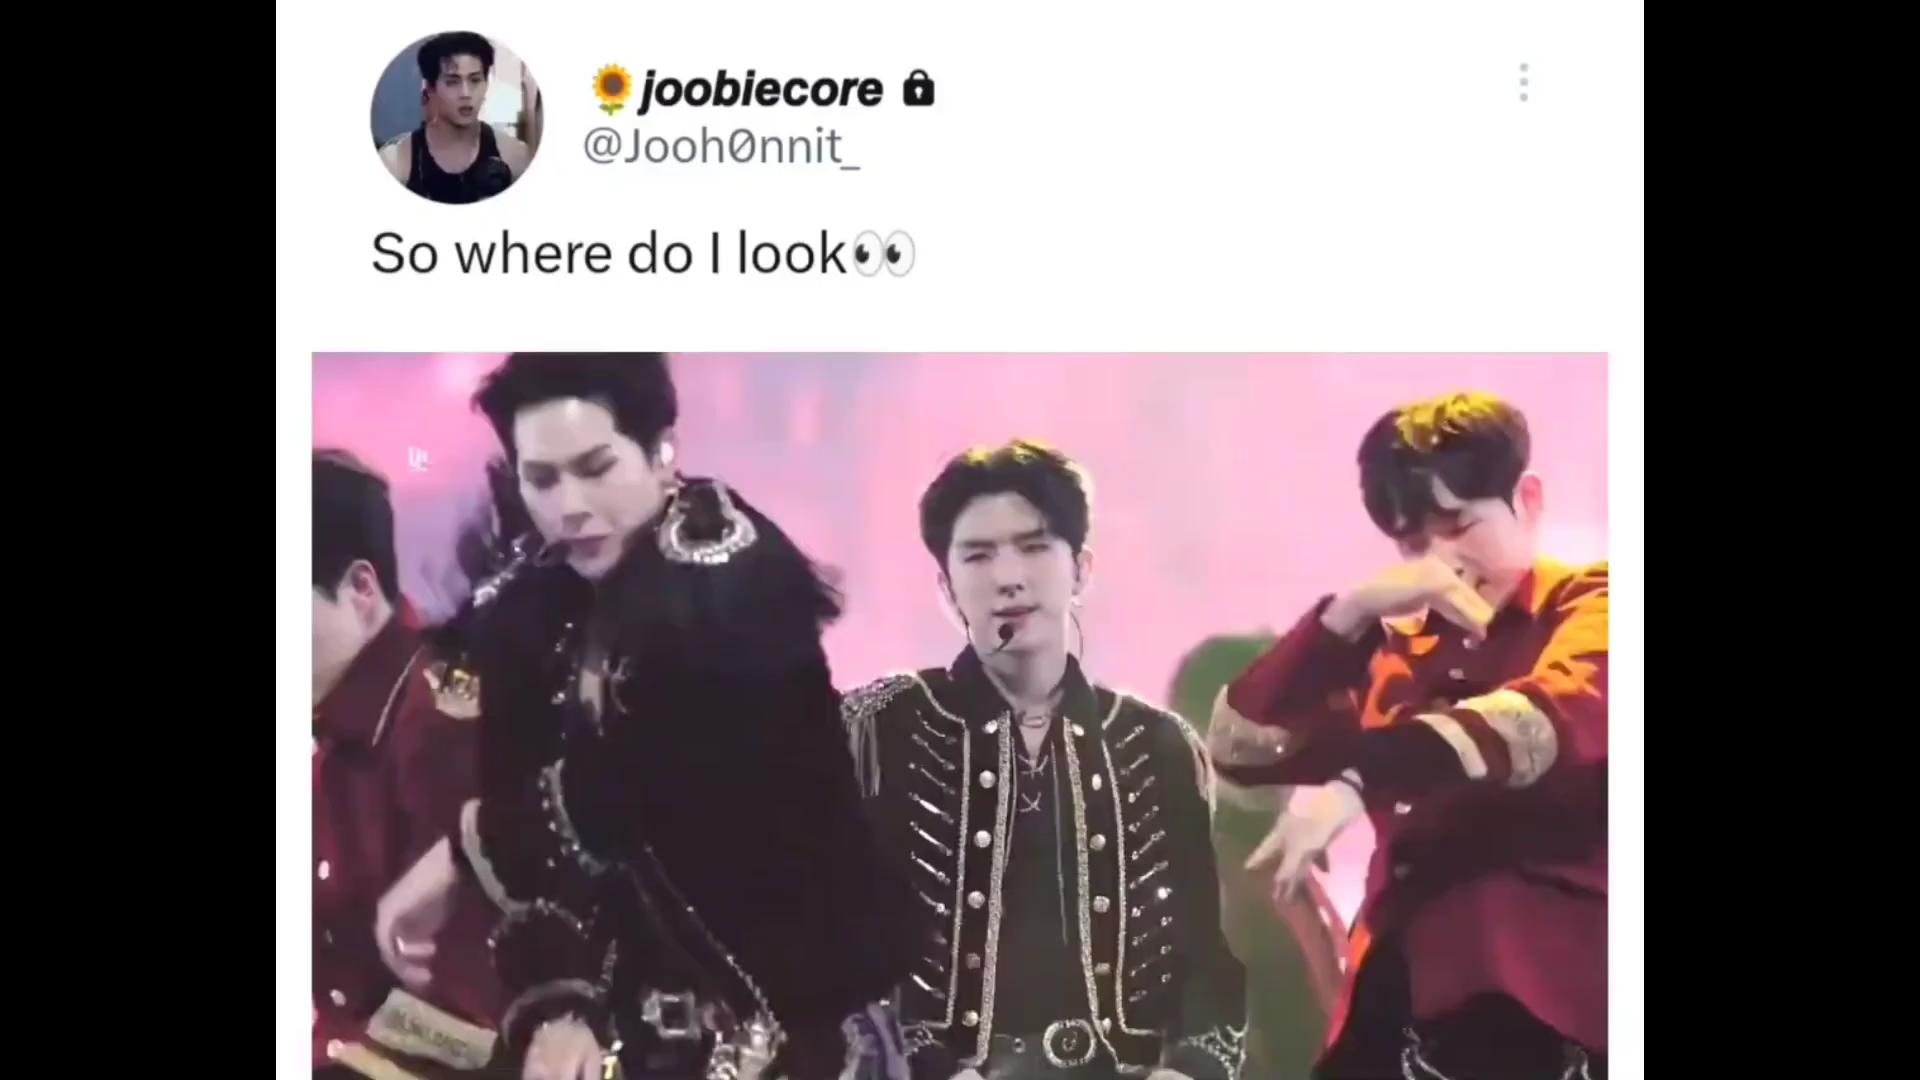 🌻joobiecore 🔒
@Jooh0nnit_
So where do I look👀